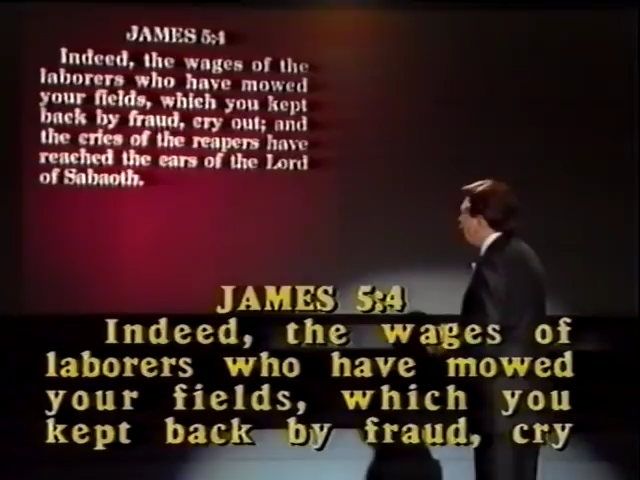 JAMES 5:4
Indeed, the wages of the
laborers who have mowed
your fields, which you kept
back by fraud, cry out; and
the cries of the reapers have
reached the ears of the Lord
of Sabaoth.
JAMES 5:4
Indeed, the wages of
laborers who have mowed
your fields, which you
kept back by fraud, cry